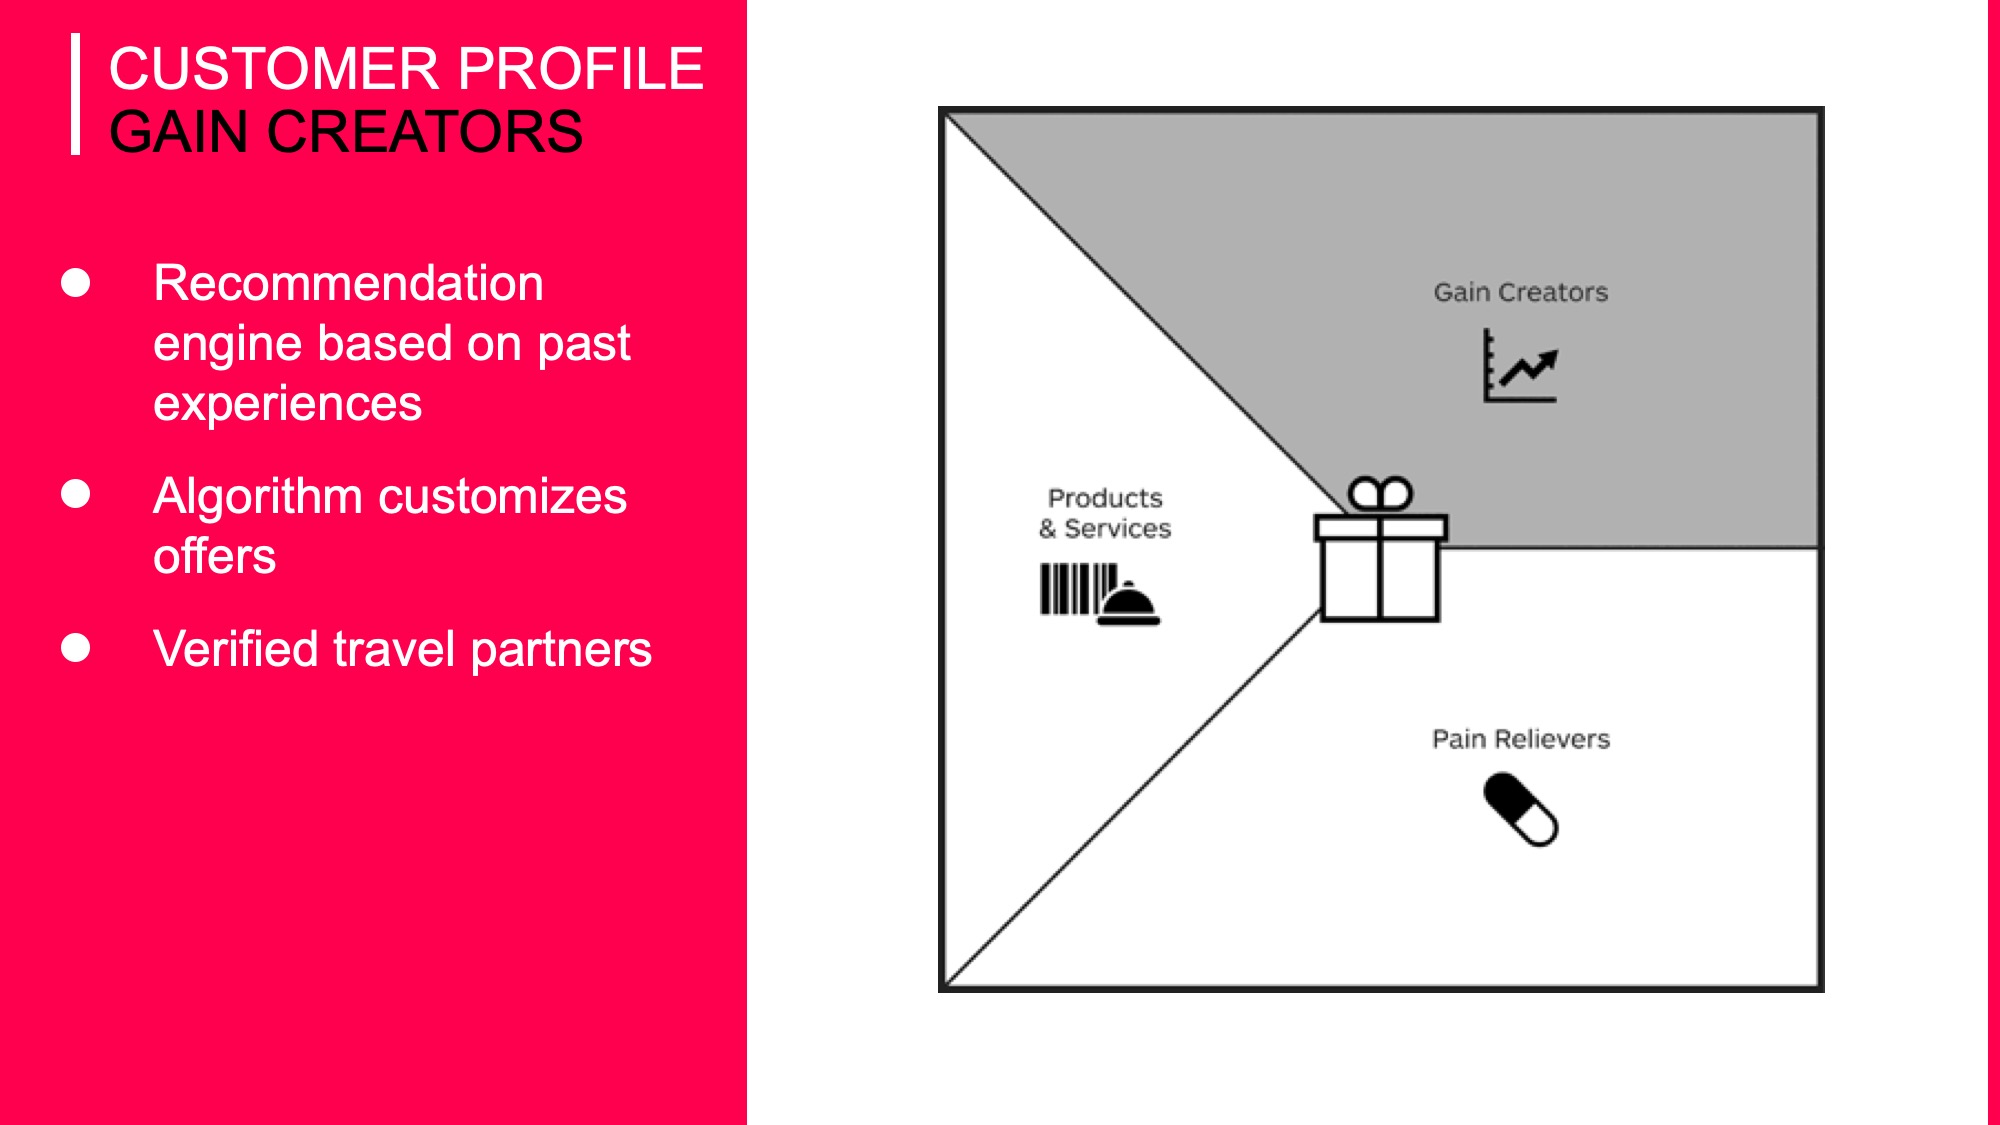 CUSTOMER PROFILE
GAIN CREATORS
● Recommendation
engine based on past
experiences
● Algorithm customizes
offers
● Verified travel partners
Gain Creators
Products
& Services
Pain Relievers